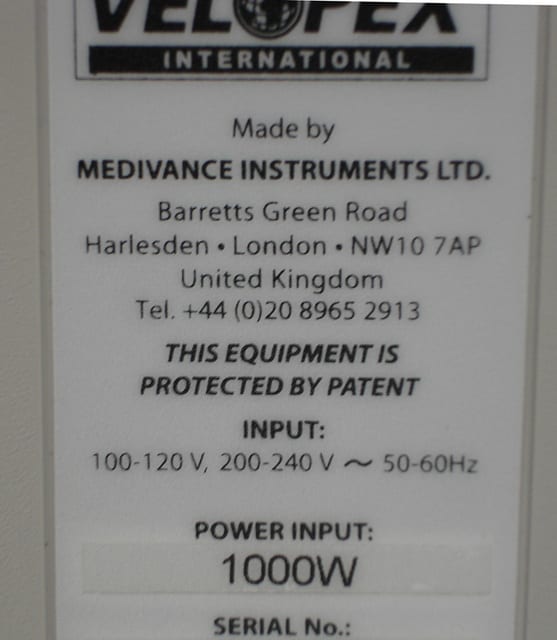 VELOPEX
INTERNATIONAL
Made by
MEDIVANCE INSTRUMENTS LTD.
Barretts Green Road
Harlesden • London • NW10 7AP
United Kingdom
Tel. +44 (0)20 8965 2913
THIS EQUIPMENT IS
PROTECTED BY PATENT
INPUT:
100-120 V, 200-240 V ~ 50-60Hz
POWER INPUT:
1000W
SERIAL No.: